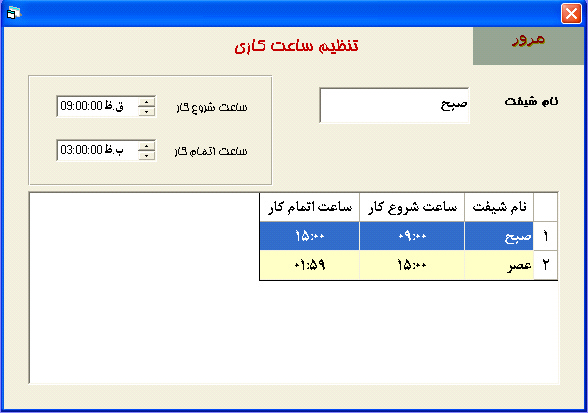 مرور
تنظیم ساعت کاری
نام شیفت صبح
ساعت شروع کار 09:00:00 ق.ظ
ساعت اتمام کار 03:00:00 ب.ظ
نام شیفت ساعت شروع کار ساعت اتمام کار
۱ صبح ۰۹:۰۰ ۱۵:۰۰
۲ عصر ۱۵:۰۰ ۰۱:۵۹